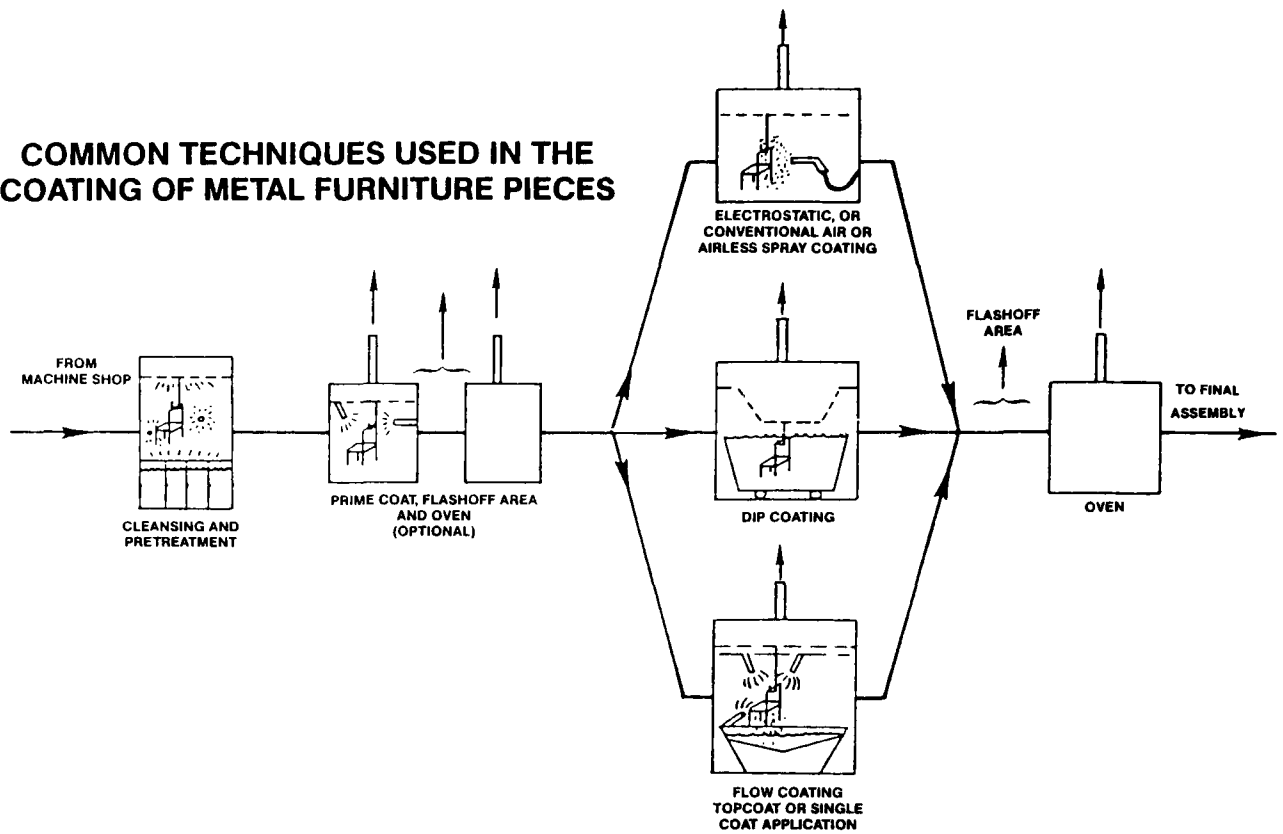 COMMON TECHNIQUES USED IN THE
COATING OF METAL FURNITURE PIECES
ELECTROSTATIC, OR
CONVENTIONAL AIR OR
AIRLESS SPRAY COATING
FROM
MACHINE SHOP
CLEANSING AND
PRETREATMENT
PRIME COAT, FLASHOFF AREA
AND OVEN
(OPTIONAL)
DIP COATING
FLOW COATING
TOPCOAT OR SINGLE
COAT APPLICATION
FLASHOFF
AREA
OVEN
TO FINAL
ASSEMBLY